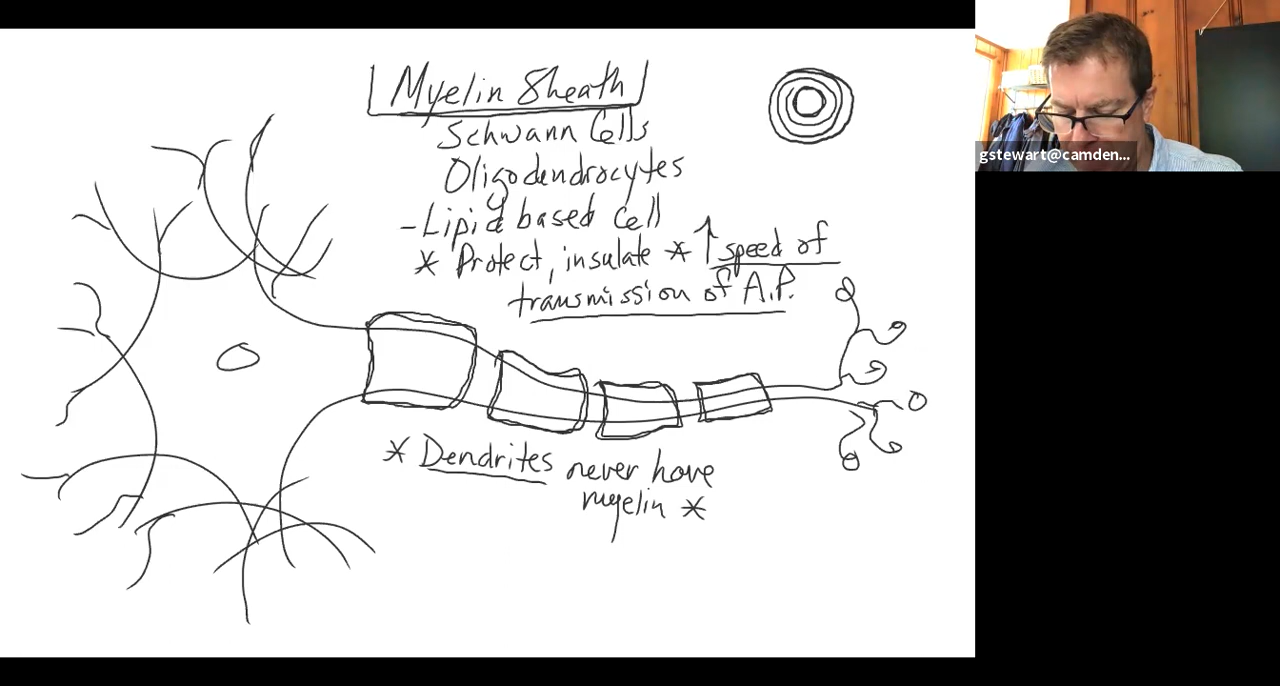 Myelin Sheath
Schwann Cells
Oligodendrocytes
- Lipid based cell
* Protect, insulate * ↑ speed of
transmission of A.P.
* Dendrites never have
myelin *
gstewart@camden...